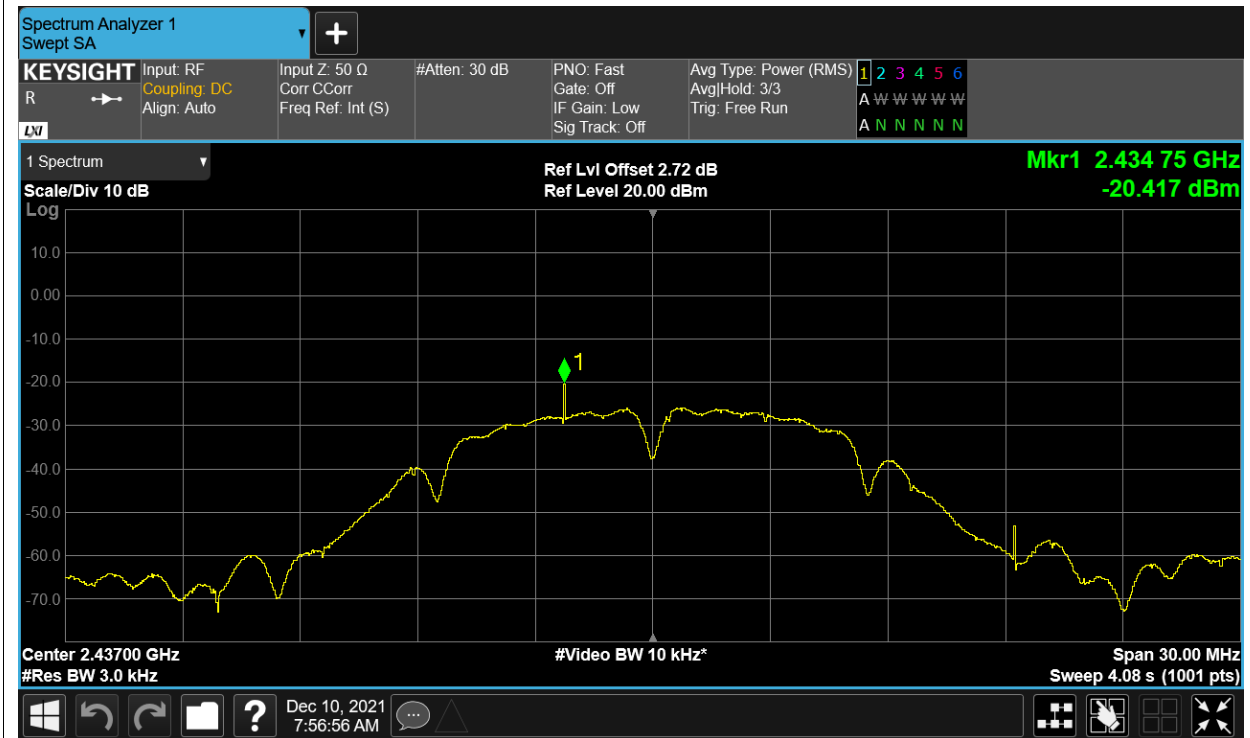 Spectrum Analyzer 1
Swept SA
KEYSIGHT
R
LXI
Input: RF
Coupling: DC
Align: Auto
Input Z: 50 Ω
Corr CCorr
Freq Ref: Int (S)
#Atten: 30 dB
PNO: Fast
Gate: Off
IF Gain: Low
Sig Track: Off
Avg Type: Power (RMS)
Avg|Hold: 3/3
Trig: Free Run
1 2 3 4 5 6
A W W W W W
A N N N N N
1 Spectrum
Scale/Div 10 dB
Ref Lvl Offset 2.72 dB
Ref Level 20.00 dBm
Mkr1 2.434 75 GHz
-20.417 dBm
Log
10.0
0.00
-10.0
1
-20.0
-30.0
-40.0
-50.0
-60.0
-70.0
Center 2.43700 GHz
#Res BW 3.0 kHz
#Video BW 10 kHz*
Span 30.00 MHz
Sweep 4.08 s (1001 pts)
?
Dec 10, 2021
7:56:56 AM